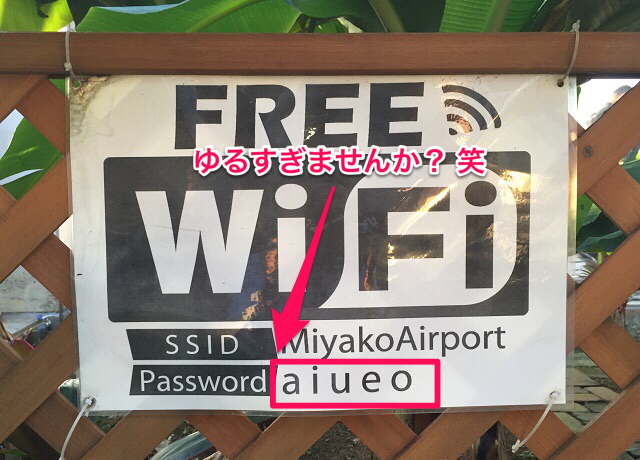 FREE
ゆるすぎませんか？ 笑
WiFi
SSID MiyakoAirport
Password aiueo